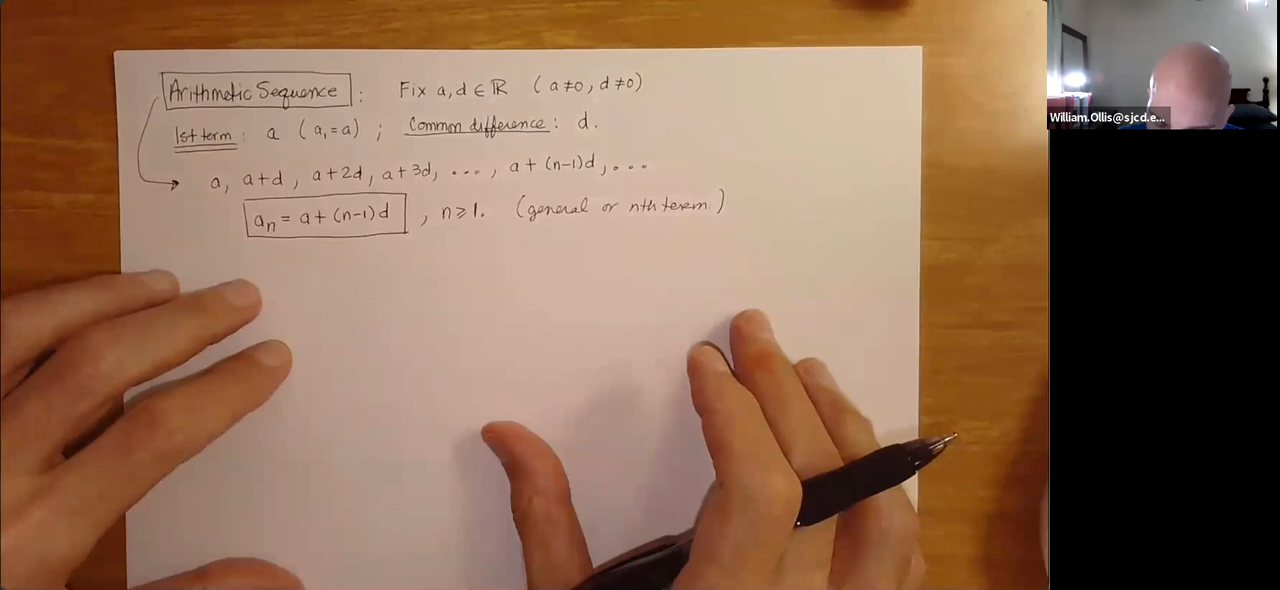 Arithmetic Sequence : Fix a, d ∈ ℝ (a≠0, d≠0)
1st term : a (a₁=a) ; Common difference : d.
a, a+d, a+2d, a+3d, ..., a+(n-1)d, ...
aₙ = a+(n-1)d , n≥1. (general or nth term.)
William.Ollis@sjcd.e...